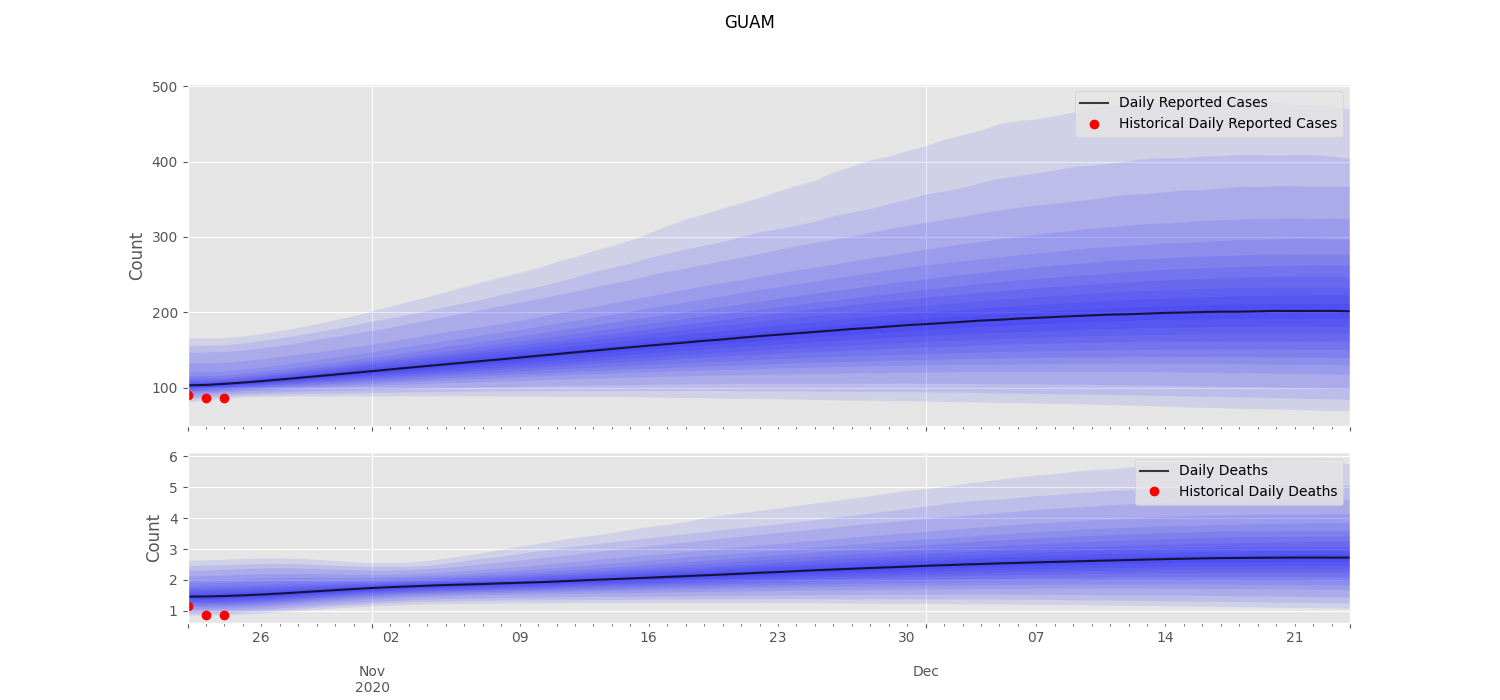 GUAM
500
400
300
200
100
Count
Daily Reported Cases
Historical Daily Reported Cases
6
5
4
3
2
1
Count
Daily Deaths
Historical Daily Deaths
26 02 09 16 23 30 07 14 21
Nov Dec
2020